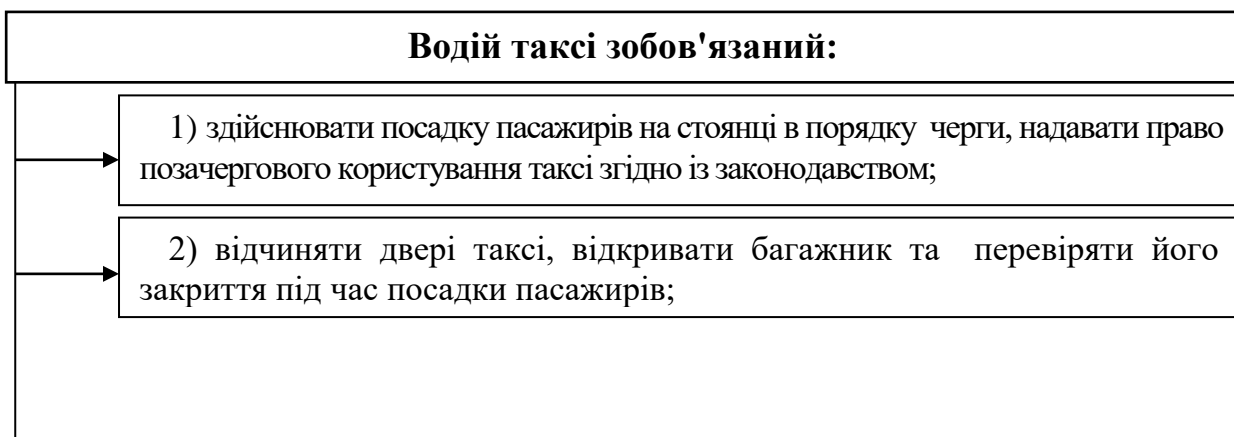 Водій таксі зобов'язаний:
1) здійснювати посадку пасажирів на стоянці в порядку черги, надавати право
позачергового користування таксі згідно із законодавством;
2) відчиняти двері таксі, відкривати багажник та перевіряти його
закриття під час посадки пасажирів;